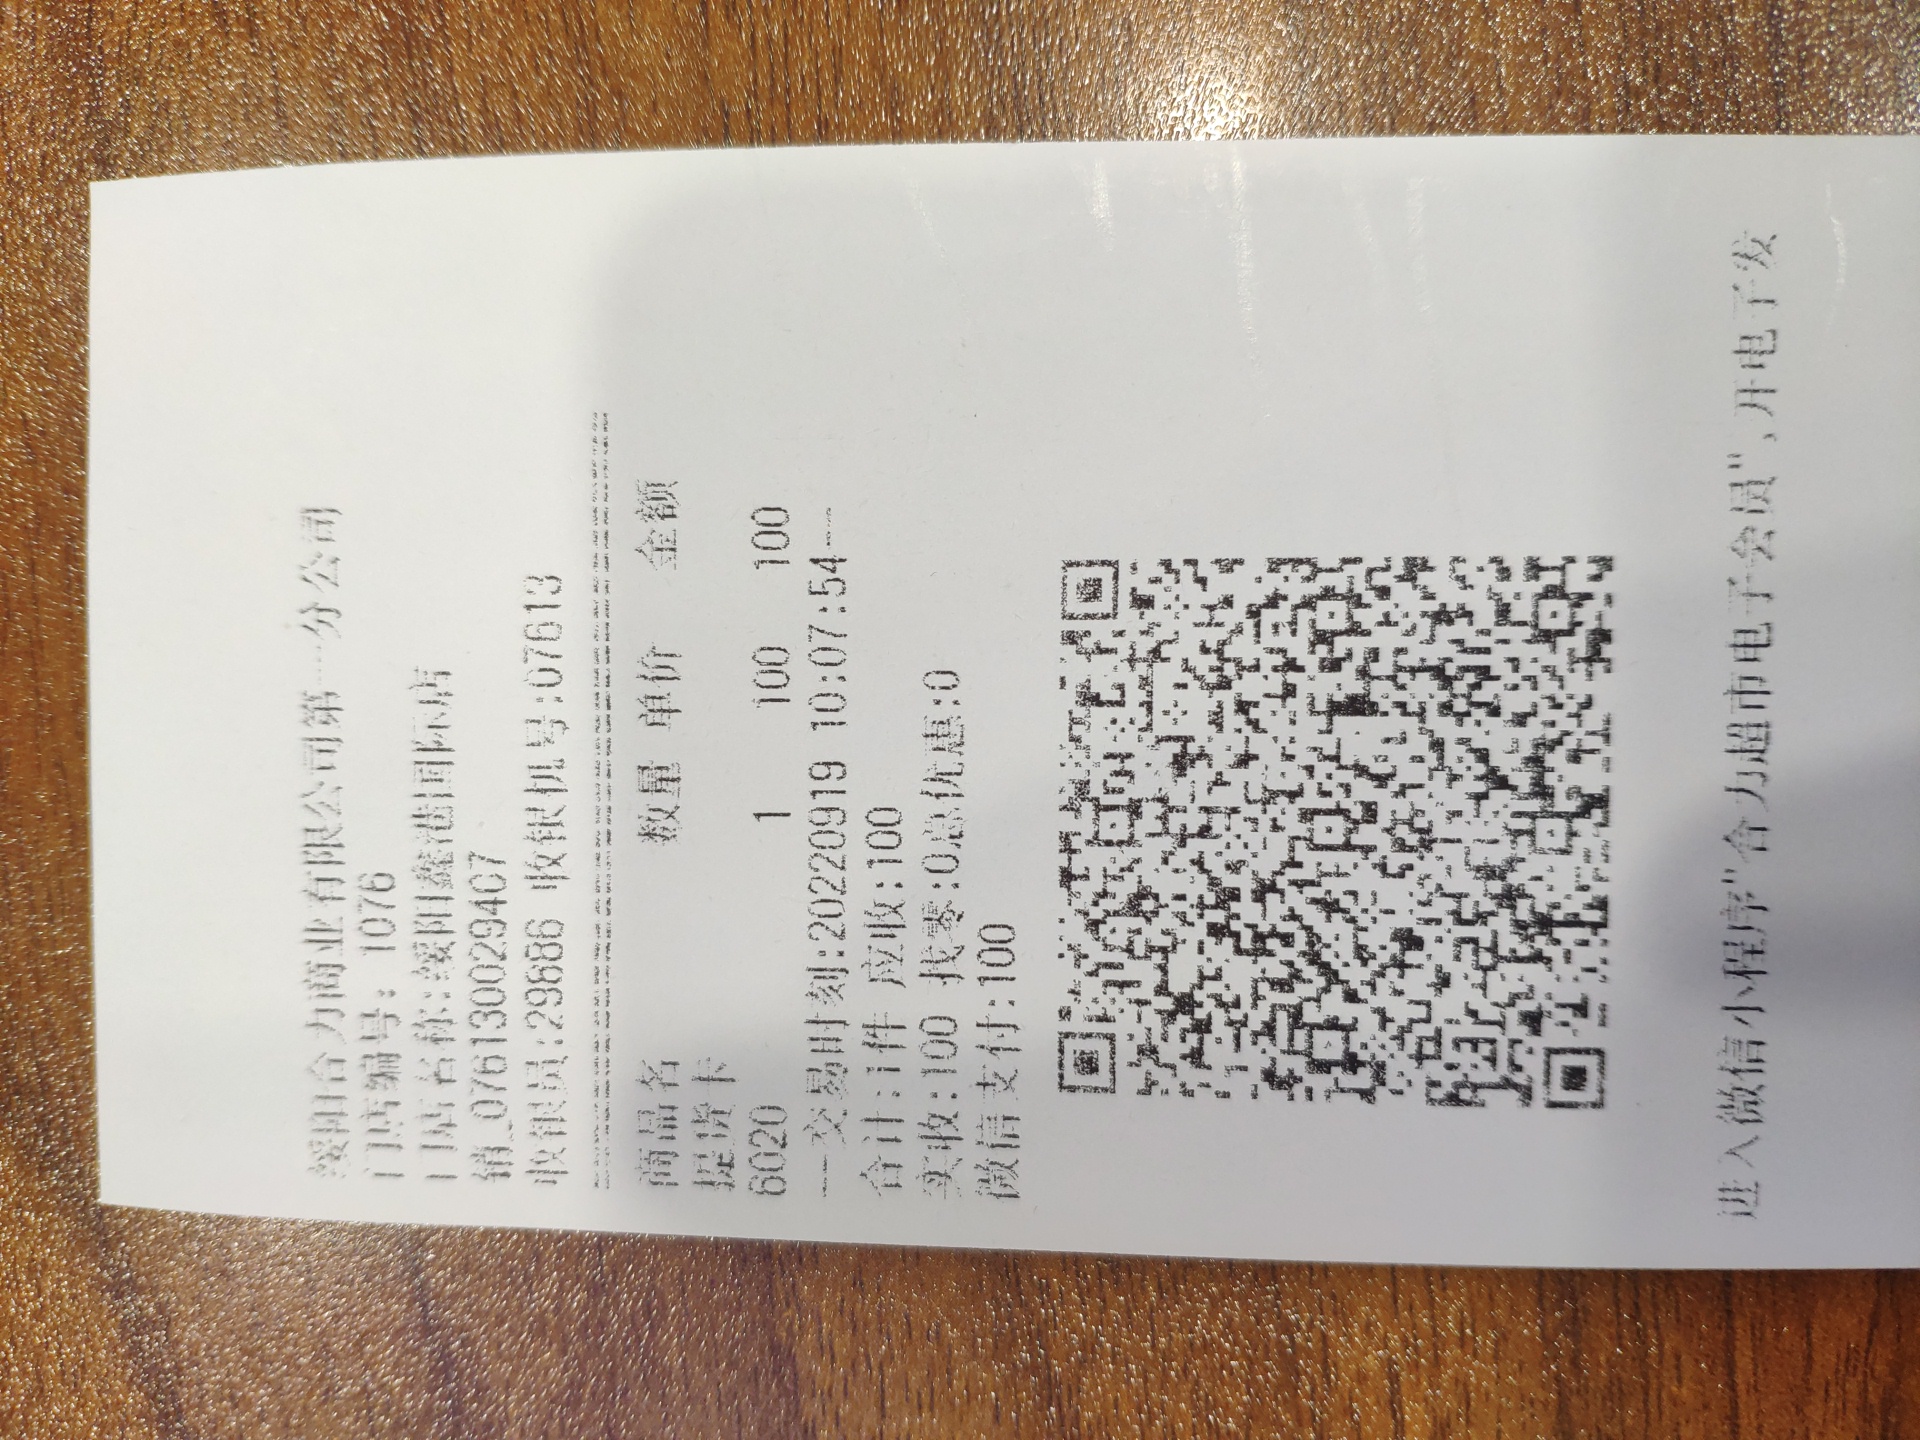 绥阳合力商业有限公司第一分公司
门店编号: 1076
门店名称:绥阳鑫港国际店
销_0761300029407
收银员:29886 收银机号:07613
商品名 数量 单价 金额
提货卡
6020 1 100 100
一交易时刻:20220919 10:07:54一
合计:1件 应收:100
实收:100 找零:0总优惠:0
微信支付:100
进入微信小程序"合力超市电子会员",开电子发